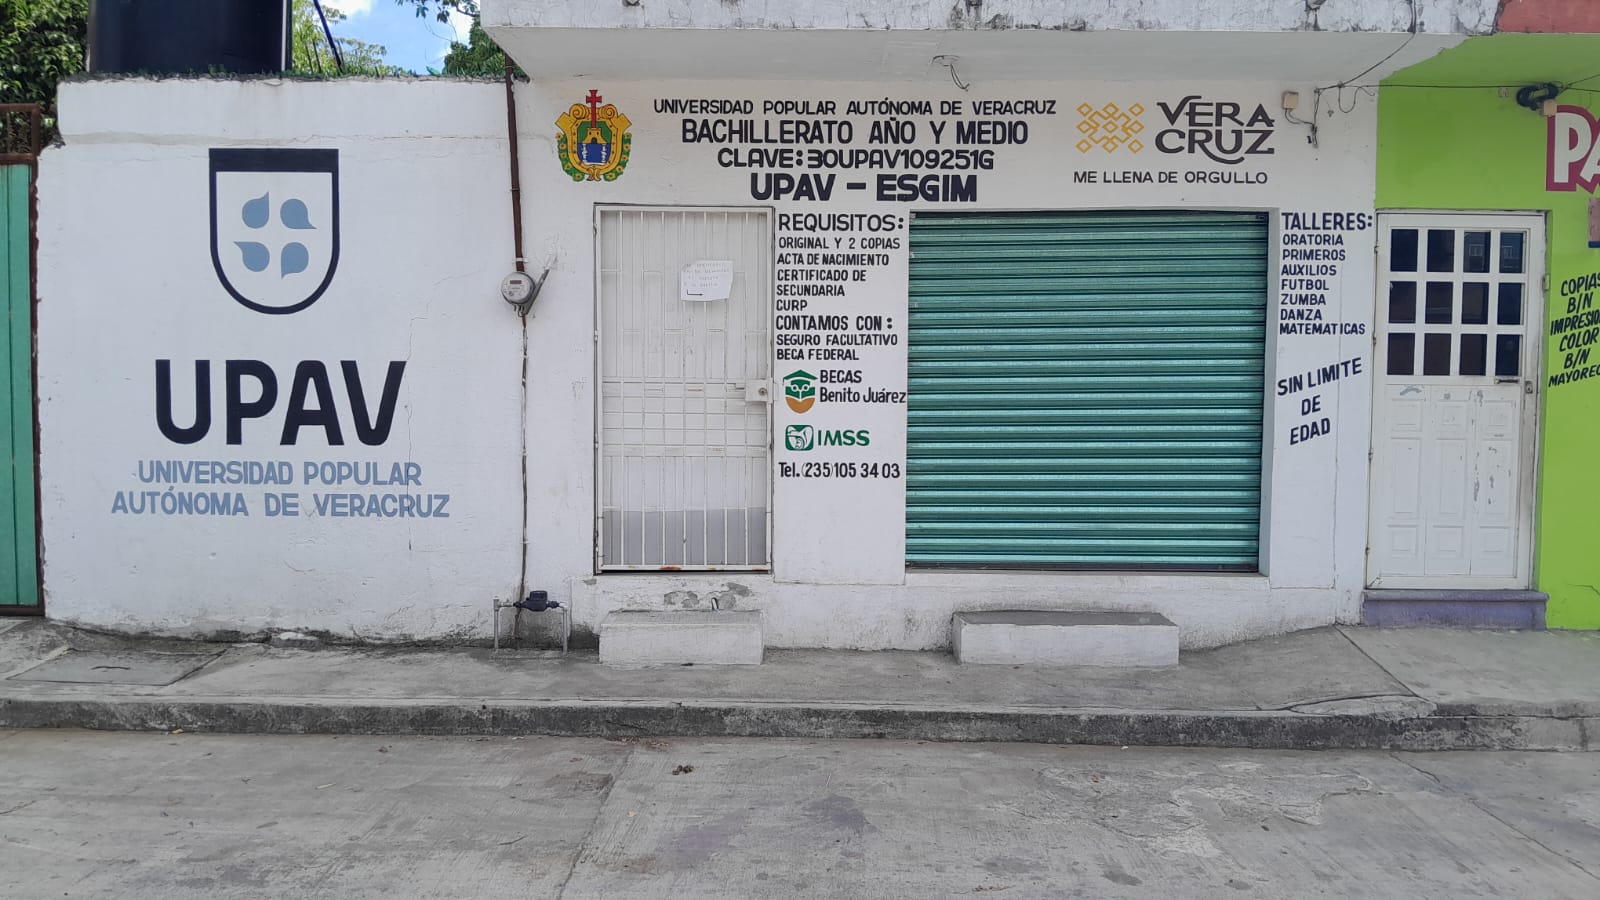 UPAV
UNIVERSIDAD POPULAR
AUTÓNOMA DE VERACRUZ
UNIVERSIDAD POPULAR AUTÓNOMA DE VERACRUZ
BACHILLERATO AÑO Y MEDIO
CLAVE: 30UPAV109251G
UPAV - ESGIM
VERA
CRUZ
ME LLENA DE ORGULLO
REQUISITOS:
ORIGINAL Y 2 COPIAS
ACTA DE NACIMIENTO
CERTIFICADO DE
SECUNDARIA
CURP
CONTAMOS CON:
SEGURO FACULTATIVO
BECA FEDERAL
BECAS
Benito Juárez
IMSS
Tel. (235) 105 34 03
TALLERES:
ORATORIA
PRIMEROS
AUXILIOS
FUTBOL
ZUMBA
DANZA
MATEMATICAS
SIN LIMITE
DE
EDAD
PA
COPIAS
B/N
IMPRESIO
COLOR
B/N
MAYOREO